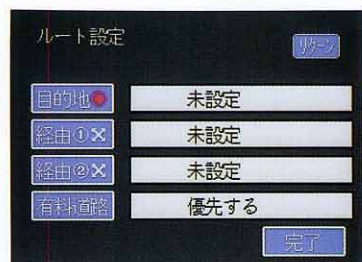 ルート設定
リターン
目的地 未設定
経由①× 未設定
経由②× 未設定
有料道路 優先する
完了